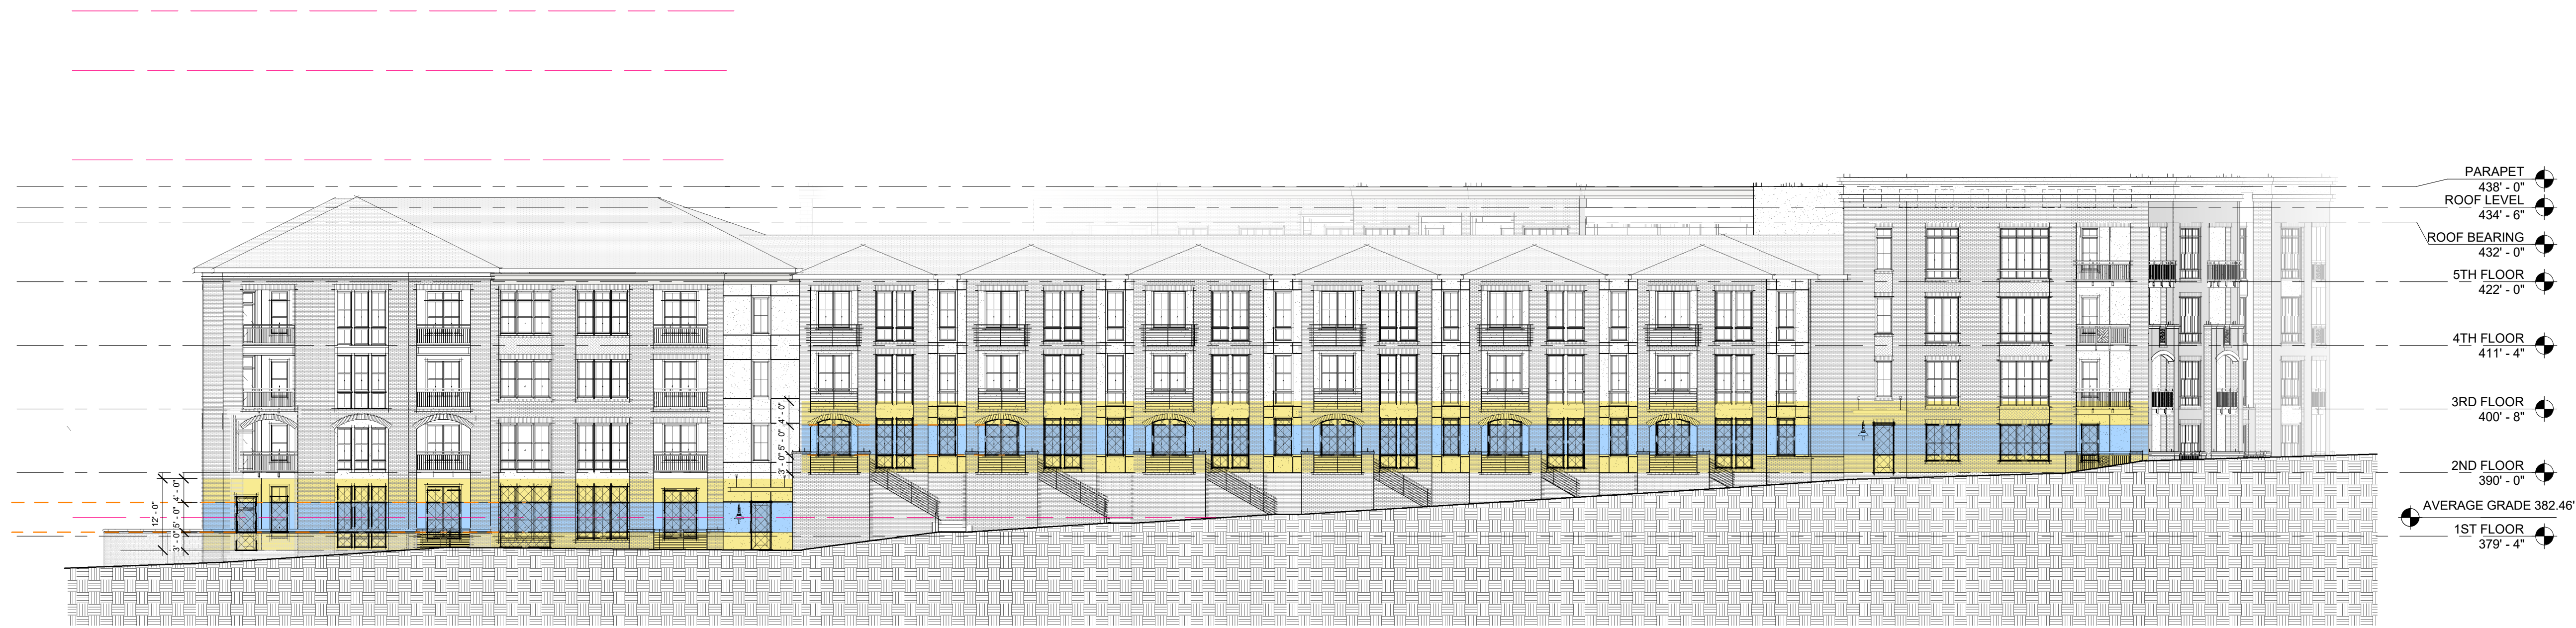 PARAPET
438' - 0"
ROOF LEVEL
434' - 6"
ROOF BEARING
432' - 0"
5TH FLOOR
422' - 0"
4TH FLOOR
411' - 4"
3RD FLOOR
400' - 8"
2ND FLOOR
390' - 0"
AVERAGE GRADE 382.46'
1ST FLOOR
379' - 4"
4' - 0"
5' - 0"
3' - 0"
12' - 0"
4' - 0"
5' - 0"
3' - 0"